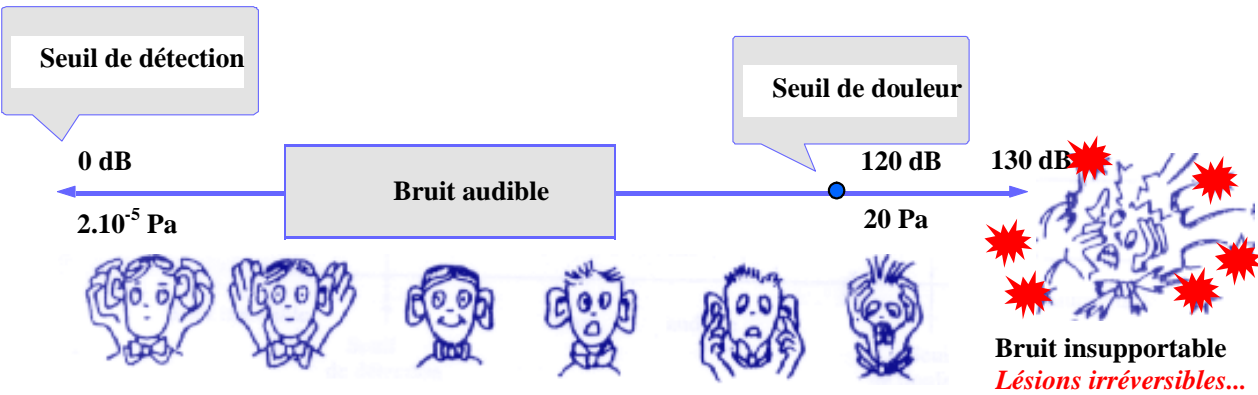 Seuil de détection
Seuil de douleur
0 dB
120 dB
130 dB
Bruit audible
2.10⁻⁵ Pa
20 Pa
Bruit insupportable
Lésions irréversibles...